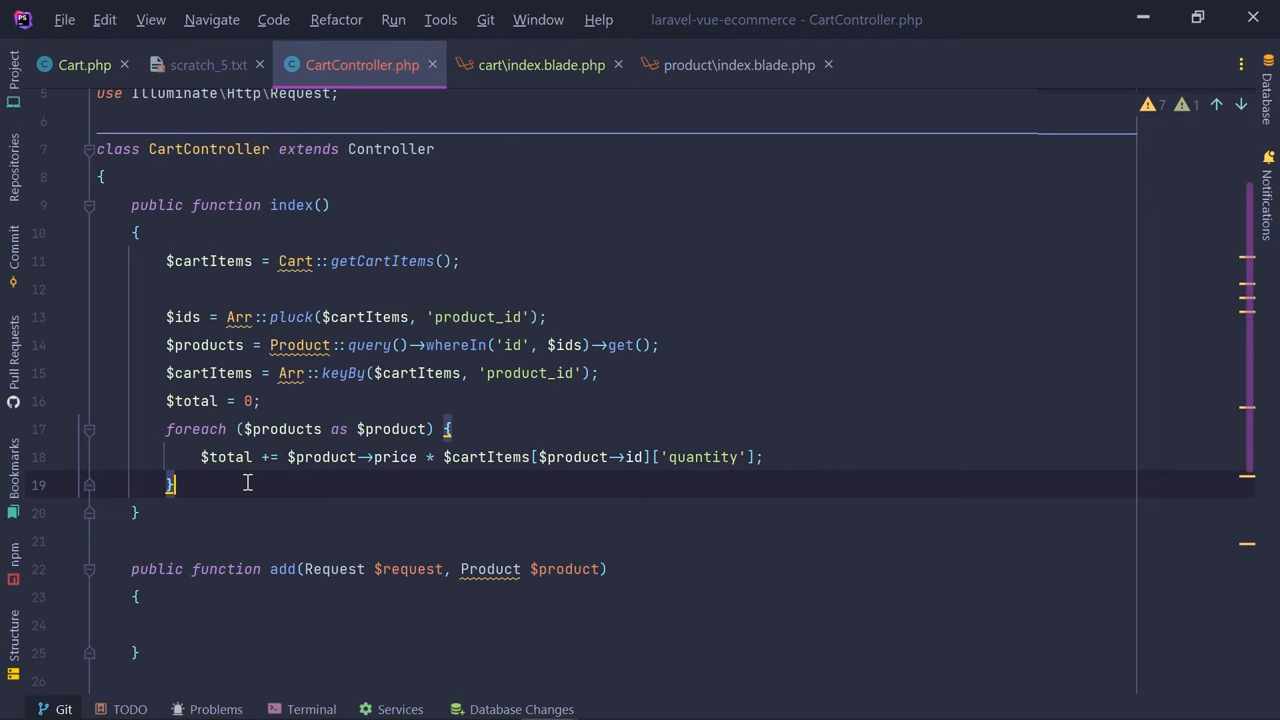 PS File Edit View Navigate Code Refactor Run Tools Git Window Help laravel-vue-ecommerce - CartController.php
Project Cart.php scratch_5.txt CartController.php cart\index.blade.php product\index.blade.php Database
5 use Illuminate\Http\Request; 7 1
6
7 class CartController extends Controller
8 {
9 public function index()
10 {
11 $cartItems = Cart::getCartItems();
12
13 $ids = Arr::pluck($cartItems, 'product_id');
14 $products = Product::query()->whereIn('id', $ids)->get();
15 $cartItems = Arr::keyBy($cartItems, 'product_id');
16 $total = 0;
17 foreach ($products as $product) {
18 $total += $product->price * $cartItems[$product->id]['quantity'];
19 }
20 }
21
22 public function add(Request $request, Product $product)
23 {
24
25 }
26
Repositories
Commit
Pull Requests
Bookmarks
npm
Structure
Notifications
Git TODO Problems Terminal Services Database Changes